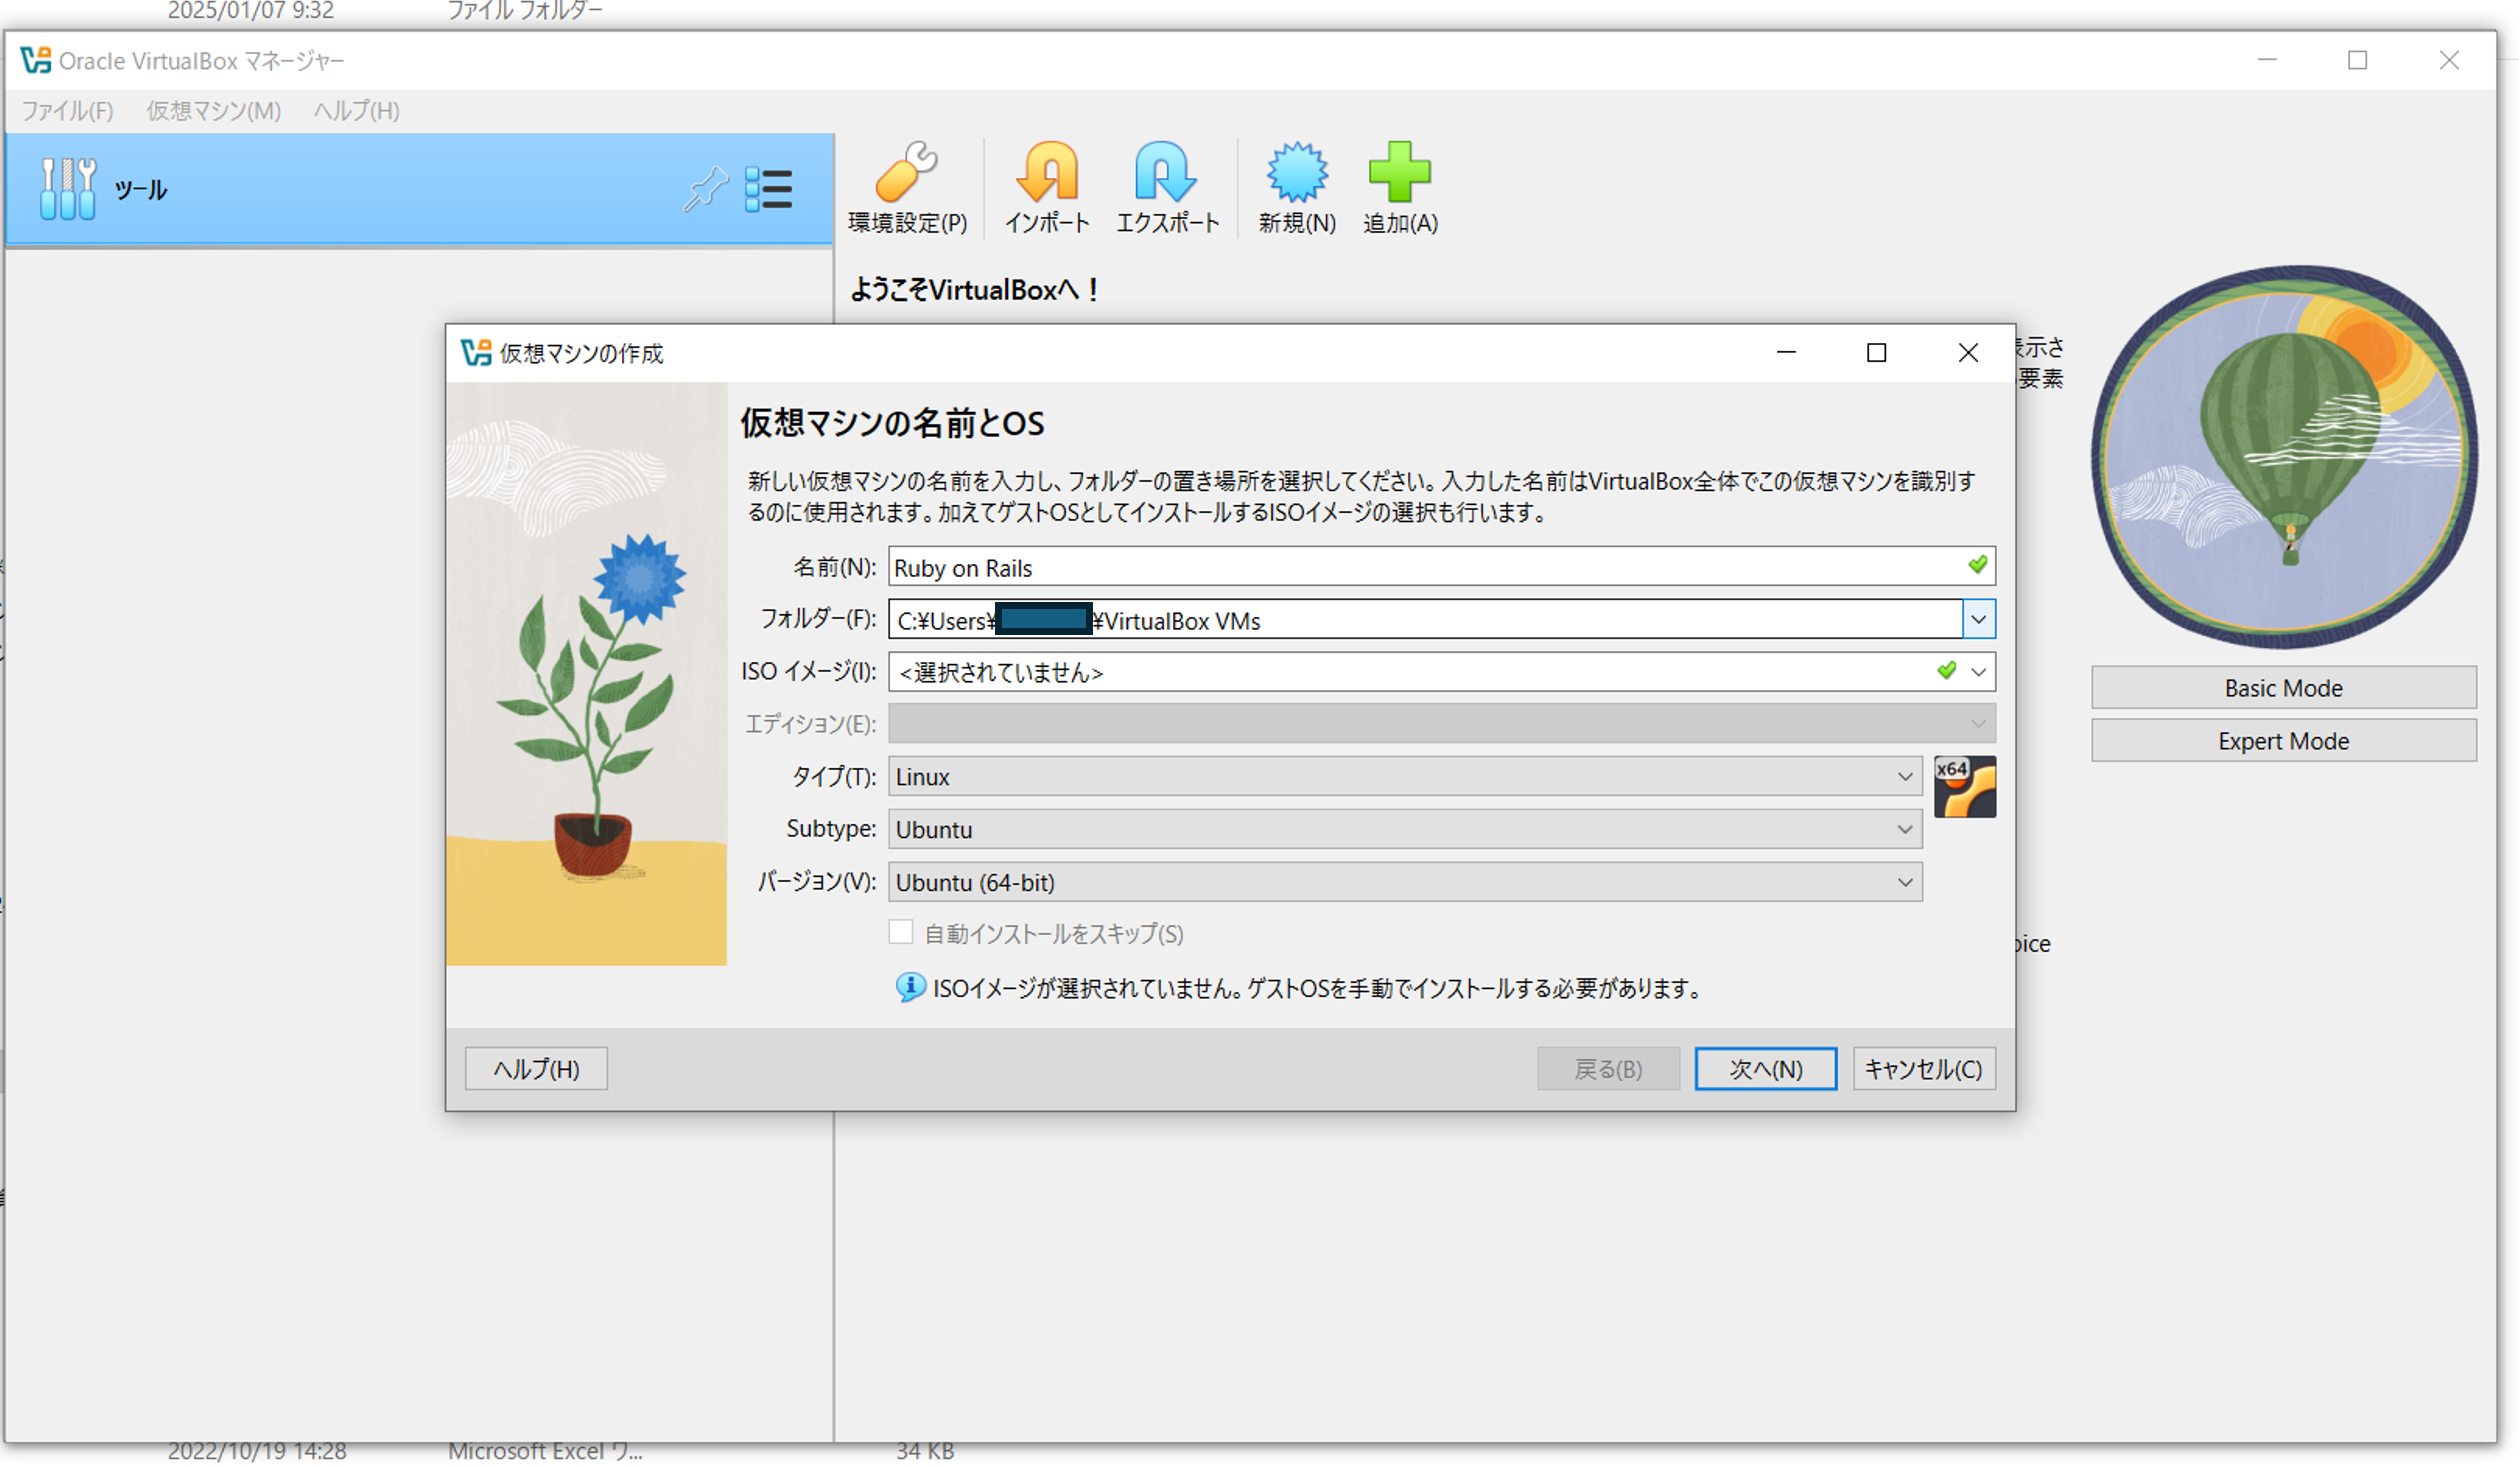 2025/01/07 9:32 ファイル フォルダー
Oracle VirtualBox マネージャー
ファイル(F) 仮想マシン(M) ヘルプ(H)
ツール
環境設定(P) インポート エクスポート 新規(N) 追加(A)
ようこそVirtualBoxへ！
表示さ
要素
仮想マシンの作成
仮想マシンの名前とOS
新しい仮想マシンの名前を入力し、フォルダーの置き場所を選択してください。入力した名前はVirtualBox全体でこの仮想マシンを識別す
るのに使用されます。加えてゲストOSとしてインストールするISOイメージの選択も行います。
名前(N): Ruby on Rails
フォルダー(F): C:¥Users¥ ¥VirtualBox VMs
ISO イメージ(I): <選択されていません>
エディション(E):
タイプ(T): Linux
x64
Subtype: Ubuntu
バージョン(V): Ubuntu (64-bit)
自動インストールをスキップ(S)
ISOイメージが選択されていません。ゲストOSを手動でインストールする必要があります。
ヘルプ(H) 戻る(B) 次へ(N) キャンセル(C)
Basic Mode
Expert Mode
oice
2022/10/19 14:28 Microsoft Excel ワ... 34 KB